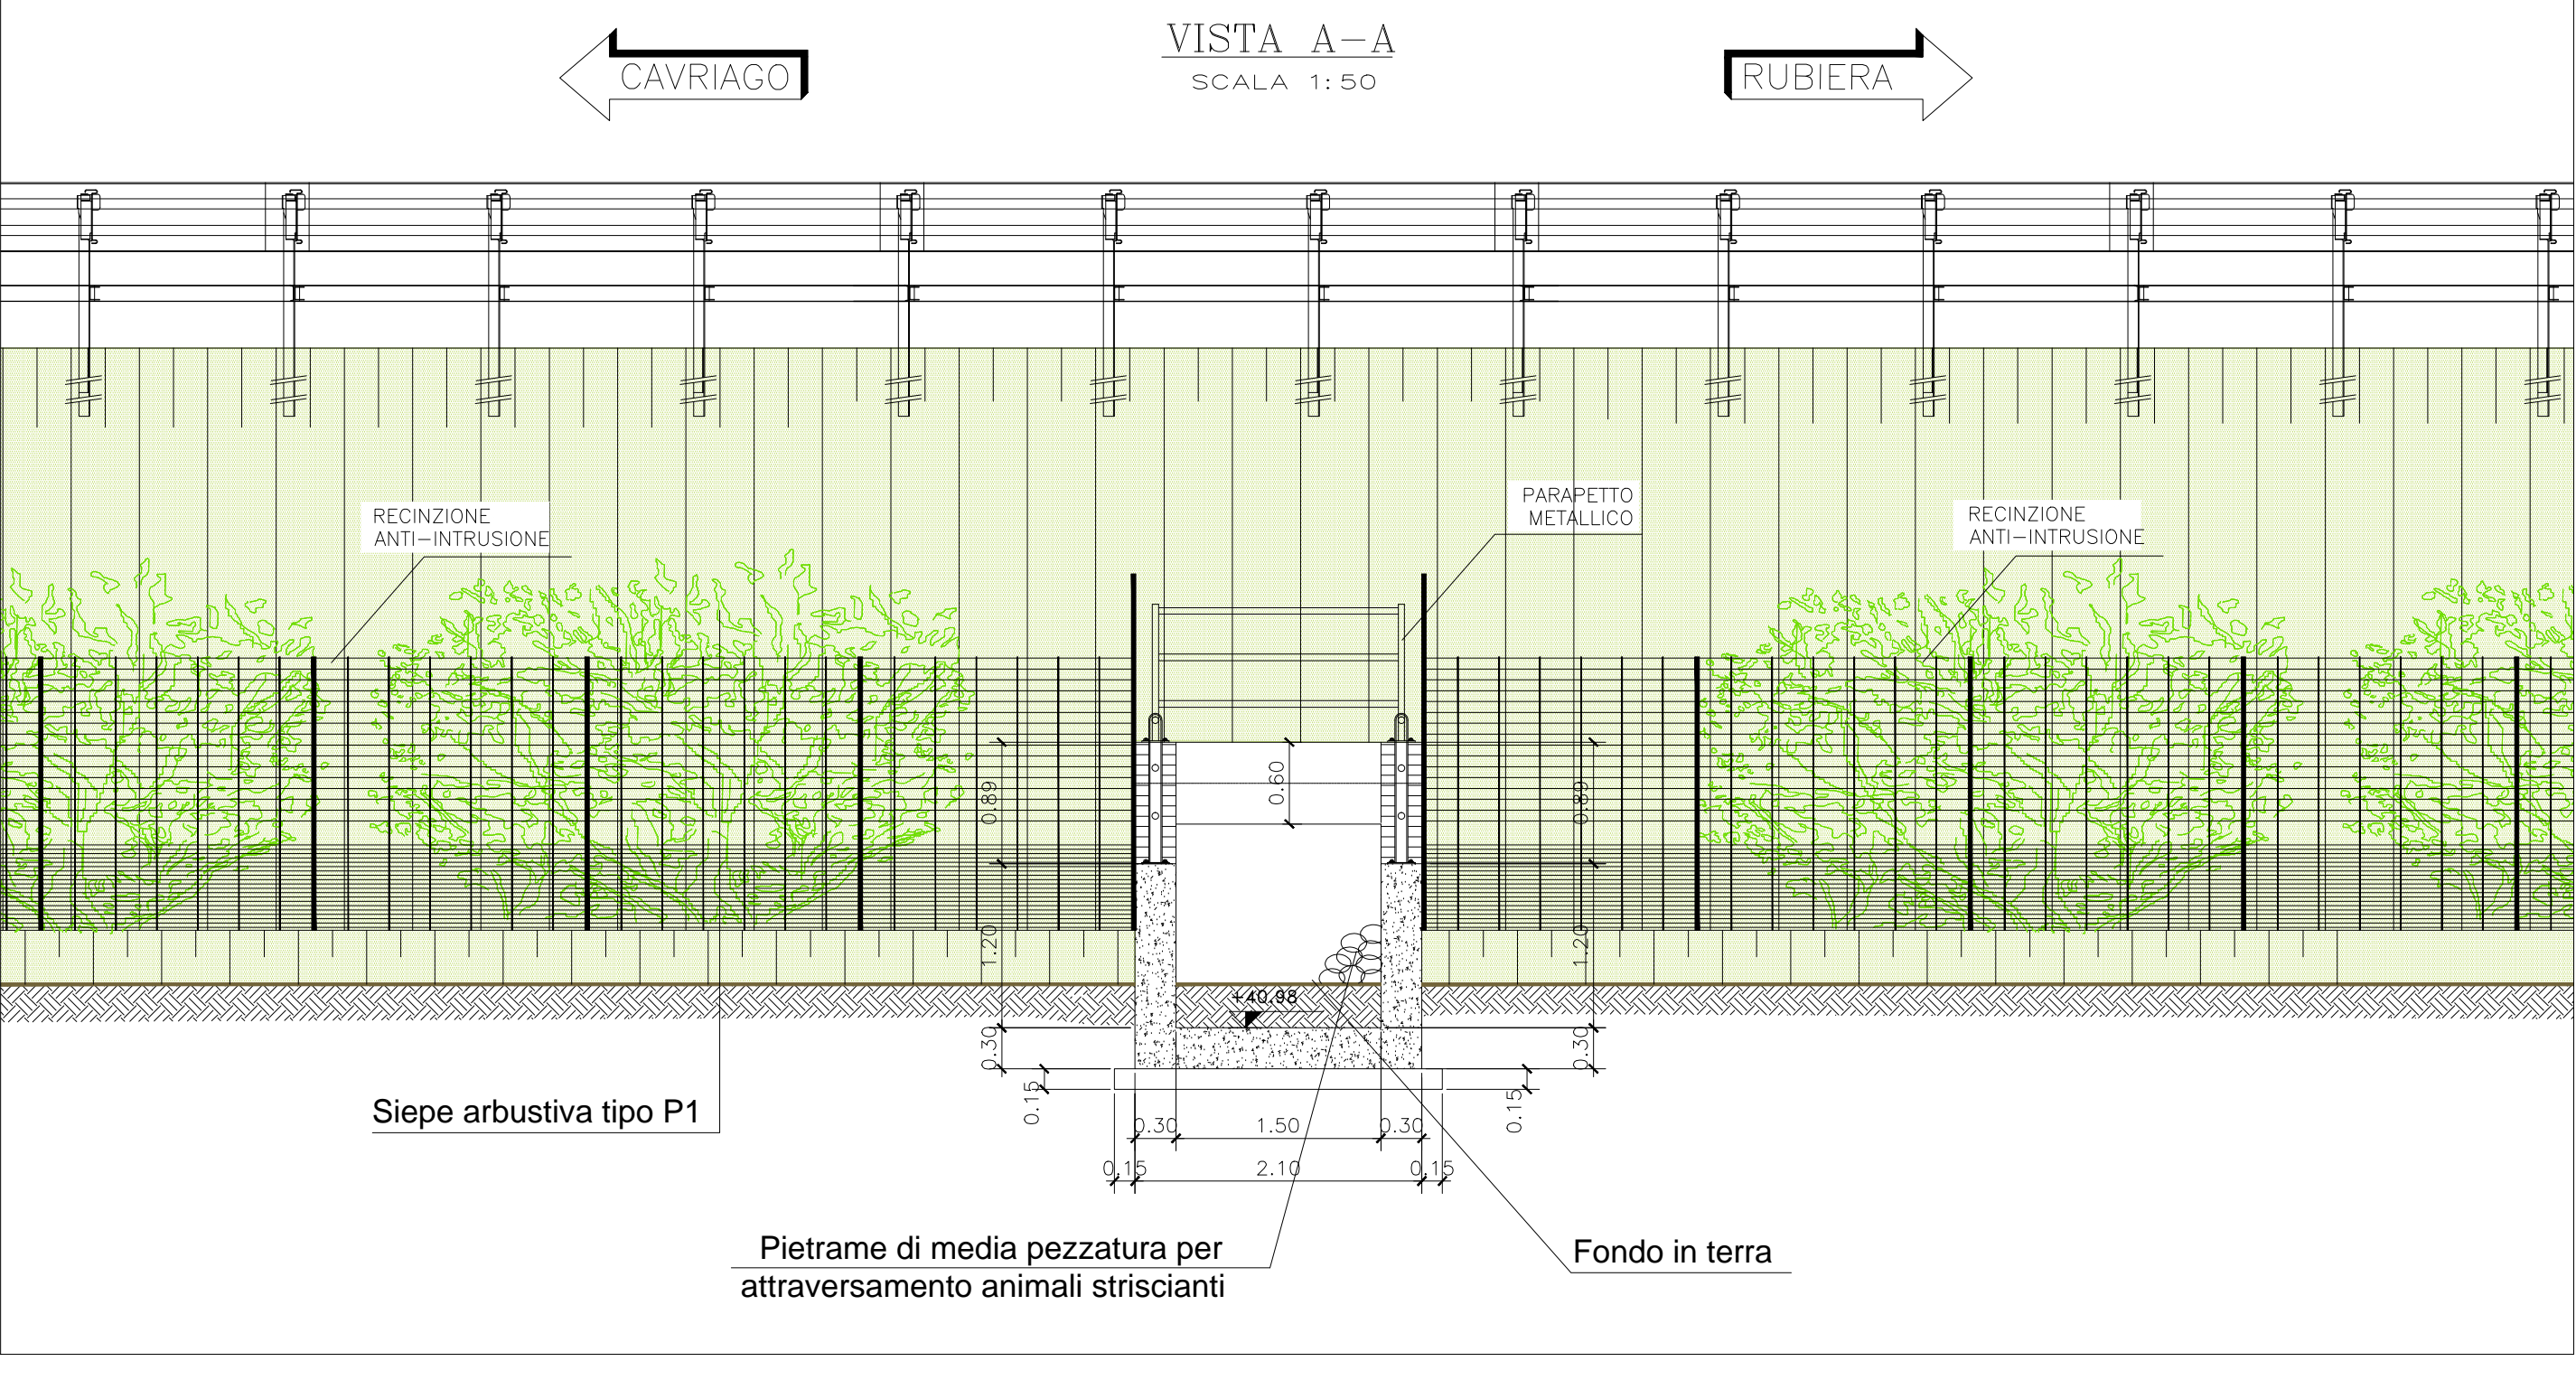 VISTA A-A
SCALA 1:50
CAVRIAGO
RUBIERA
RECINZIONE
ANTI-INTRUSIONE
PARAPETTO
METALLICO
RECINZIONE
ANTI-INTRUSIONE
0.89
0.60
0.89
1.20
1.20
+40.98
0.30
0.30
0.15
0.15
0.30
1.50
0.30
0.15
2.10
0.15
Siepe arbustiva tipo P1
Pietrame di media pezzatura per
attraversamento animali striscianti
Fondo in terra